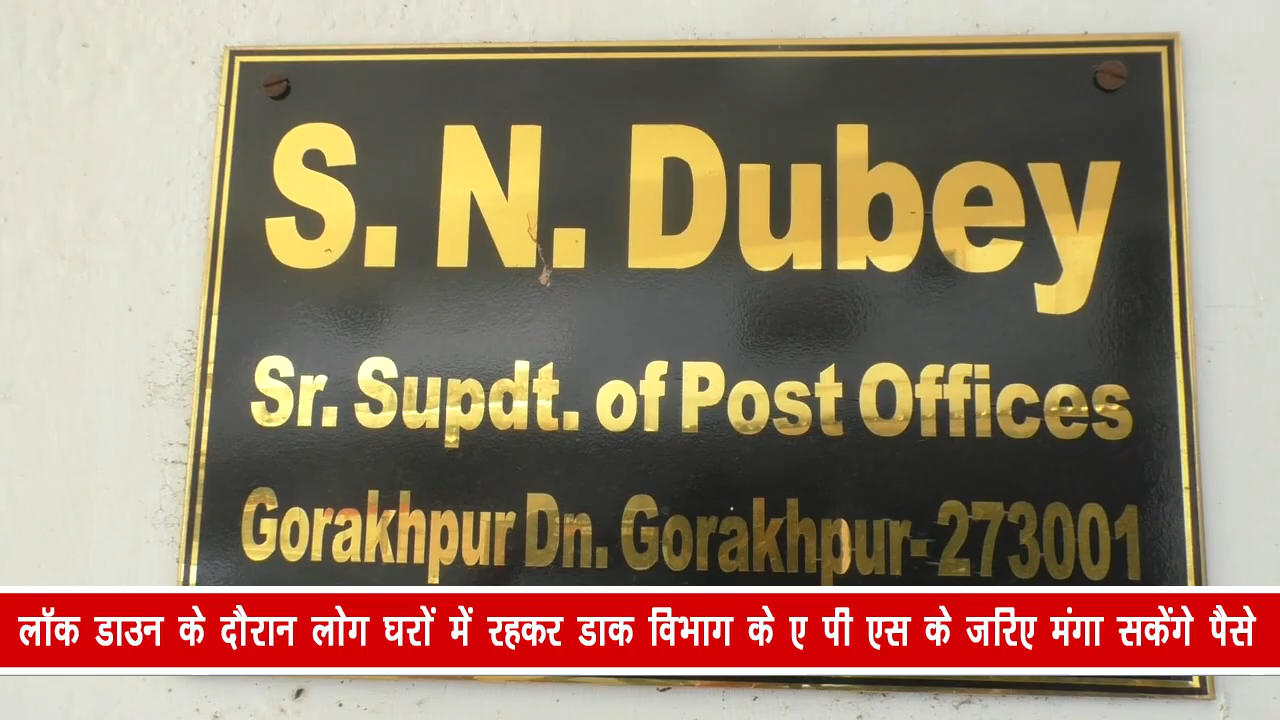 S. N. Dubey
Sr. Supdt. of Post Offices
Gorakhpur Dn. Gorakhpur-273001
लॉक डाउन के दौरान लोग घरों में रहकर डाक विभाग के ए पी एस के जरिए मंगा सकेंगे पैसे